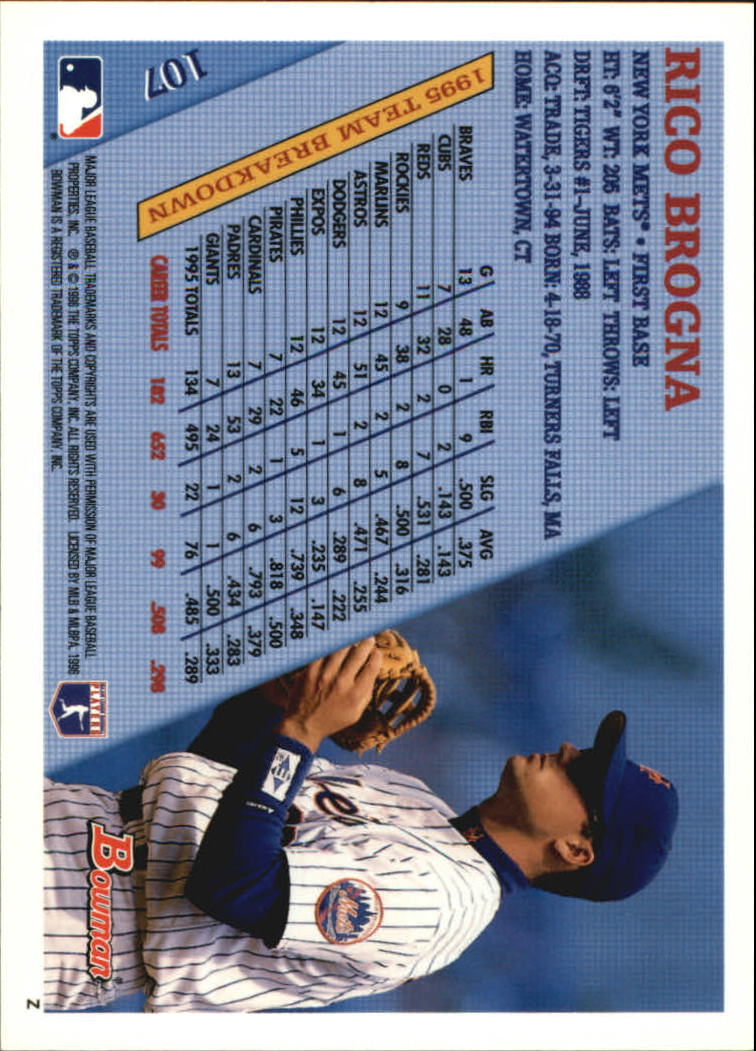 RICO BROGNA
NEW YORK METS® • FIRST BASE
HT: 6'2" WT: 205 BATS: LEFT THROWS: LEFT
DRFT: TIGERS #1-JUNE, 1988
ACQ: TRADE, 3-31-94 BORN: 4-18-70, TURNERS FALLS, MA
HOME: WATERTOWN, CT
1995 TEAM BREAKDOWN
G AB HR RBI SLG AVG
BRAVES 13 48 1 9 .500 .375
CUBS 7 28 0 2 .143 .143
REDS 11 32 2 7 .531 .281
ROCKIES 9 38 2 8 .500 .316
MARLINS 12 45 2 5 .467 .244
ASTROS 12 51 2 8 .471 .255
DODGERS 12 45 1 6 .289 .222
EXPOS 12 34 1 3 .235 .147
PHILLIES 12 46 5 12 .739 .348
PIRATES 7 22 1 3 .818 .500
CARDINALS 7 29 2 6 .793 .379
PADRES 13 53 2 6 .434 .283
GIANTS 7 24 1 1 .500 .333
1995 TOTALS 134 495 22 76 .485 .289
CAREER TOTALS 182 652 30 99 .508 .298
107
Mets
Bowman
MAJOR LEAGUE BASEBALL TRADEMARKS AND COPYRIGHTS ARE USED WITH PERMISSION OF MAJOR LEAGUE BASEBALL
PROPERTIES, INC. ® & © 1996 THE TOPPS COMPANY, INC. ALL RIGHTS RESERVED. LICENSED BY MLB & MLBPA, 1996
BOWMAN IS A REGISTERED TRADEMARK OF THE TOPPS COMPANY, INC.
PLAYERS
Z